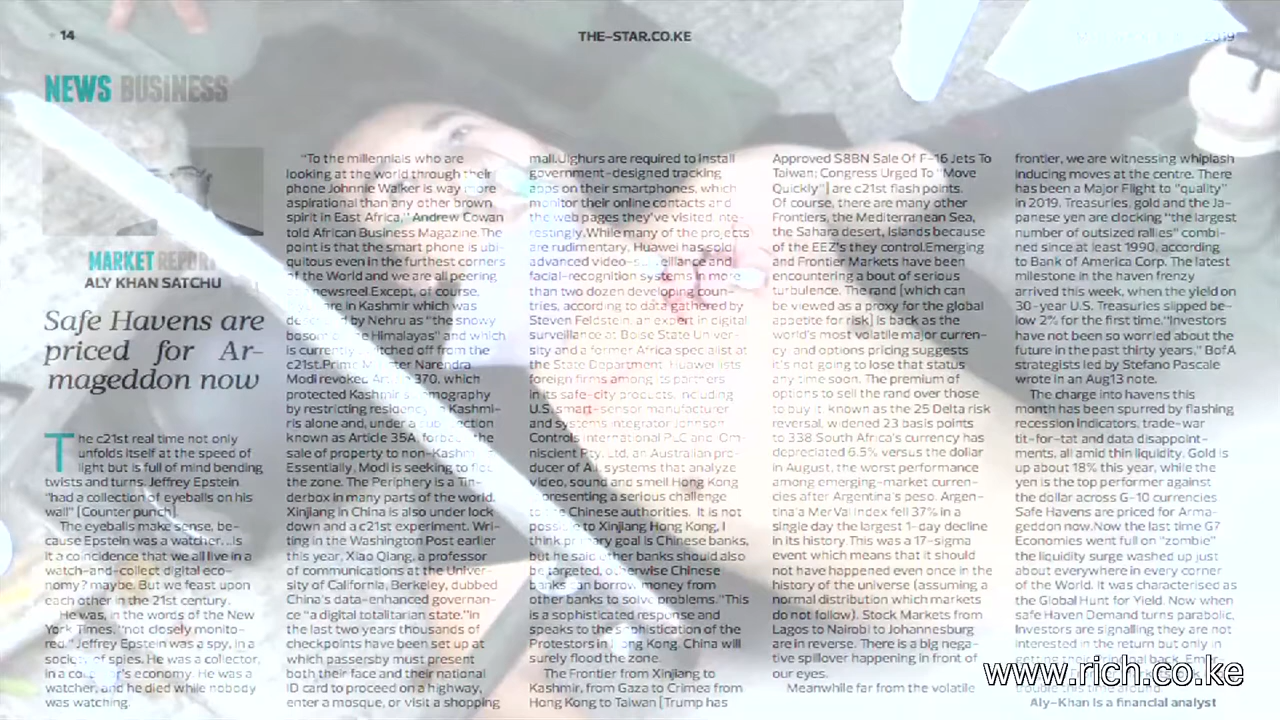 14
THE-STAR.CO.KE
2019
NEWS BUSINESS
MARKET REPORT
ALY KHAN SATCHU
Safe Havens are
priced for Ar-
mageddon now
The c21st real time not only
unfolds itself at the speed of
light but is full of mind bending
twists and turns. Jeffrey Epstein
"had a collection of eyeballs on his
wall" [Counter punch].
The eyeballs make sense, be-
cause Epstein was a watcher...Is
it a coincidence that we all live in a
watch-and-collect digital eco-
nomy? maybe. But we feast upon
each other in the 21st century.
He was, in the words of the New
York Times, "not closely monito-
red." Jeffrey Epstein was a spy, in a
society of spies. He was a collector,
in a economy. He was a
watcher, and he died while nobody
was watching.
"To the millennials who are
looking at the world through their
phone Johnnie Walker is way more
aspirational than any other brown
spirit in East Africa," Andrew Cowan
told African Business Magazine. The
point is that the smart phone is ubi-
quitous even in the furthest corners
of the World and we are all peering
newsreel. Except, of course,
in Kashmir which was
by Nehru as "the snowy
Himalayas" and which
is currently off from the
c21st. Prime Minister Narendra
Modi revoked 370, which
protected Kashmir's
by restricting residency Kashmi-
ris alone and, under a
known as Article 35A, the
sale of property to non-
Essentially, Modi is seeking to
the zone. The Periphery is a Tin-
derbox in many parts of the world.
Xinjiang in China is also under lock
down and a c21st experiment. Wri-
ting in the Washington Post earlier
this year, Xiao Qiang, a professor
of communications at the Univer-
sity of California, Berkeley, dubbed
China's data-enhanced governan-
ce "a digital totalitarian state."In
the last two years thousands of
checkpoints have been set up at
which passersby must present
both their face and their national
ID card to proceed on a highway,
enter a mosque, or visit a shopping
mall.Uighurs are required to install
government-designed tracking
apps on their smartphones, which
monitor their online contacts and
the web pages they've visited. Inte-
restingly.While many of the projects
are rudimentary, Huawei has sold
advanced video-surveillance and
facial-recognition systems in more
than two dozen developing coun-
tries, according to data gathered by
Steven Feldstein, an expert in digital
surveillance at Boise State Univer-
sity and a former Africa specialist at
the State Department. Huawei lists
foreign firms among its partners
in its safe-city products, including
U.S. smart-sensor manufacturer
and systems integrator Johnson
Controls International PLC and Om-
niscient Pty. Ltd. an Australian pro-
ducer of AI systems that analyze
video, sound and smell Hong Kong
presenting a serious challenge
to the Chinese authorities. It is not
possible to Xinjiang Hong Kong. I
think primary goal is Chinese banks,
but he said other banks should also
be targeted, otherwise Chinese
banks can borrow money from
other banks to solve problems."This
is a sophisticated response and
speaks to the sophistication of the
Protestors in Hong Kong. China will
surely flood the zone.
The Frontier from Xinjiang to
Kashmir, from Gaza to Crimea from
Hong Kong to Taiwan [Trump has
Approved $8BN Sale Of F-16 Jets To
Taiwan; Congress Urged To "Move
Quickly"] are c21st flash points.
Of course, there are many other
Frontiers, the Mediterranean Sea,
the Sahara desert, Islands because
of the EEZ's they control.Emerging
and Frontier Markets have been
encountering a bout of serious
turbulence. The rand [which can
be viewed as a proxy for the global
appetite for risk] is back as the
world's most volatile major curren-
cy and options pricing suggests
it's not going to lose that status
any time soon. The premium of
options to sell the rand over those
to buy it, known as the 25 Delta risk
reversal, widened 23 basis points
to 338 South Africa's currency has
depreciated 6.5% versus the dollar
in August, the worst performance
among emerging-market curren-
cies after Argentina's peso. Argen-
tina'a MerVal Index fell 37% in a
single day the largest 1-day decline
in its history. This was a 17-sigma
event which means that it should
not have happened even once in the
history of the universe (assuming a
normal distribution which markets
do not follow). Stock Markets from
Lagos to Nairobi to Johannesburg
are in reverse. There is a big nega-
tive spillover happening in front of
our eyes.
Meanwhile far from the volatile
frontier, we are witnessing whiplash
inducing moves at the centre. There
has been a Major Flight to "quality"
in 2019. Treasuries, gold and the Ja-
panese yen are clocking "the largest
number of outsized rallies" combi-
ned since at least 1990, according
to Bank of America Corp. The latest
milestone in the haven frenzy
arrived this week, when the yield on
30-year U.S. Treasuries slipped be-
low 2% for the first time."Investors
have not been so worried about the
future in the past thirty years," BofA
strategists led by Stefano Pascale
wrote in an Aug13 note.
The charge into havens this
month has been spurred by flashing
recession indicators, trade-war
tit-for-tat and data disappoint-
ments, all amid thin liquidity. Gold is
up about 18% this year, while the
yen is the top performer against
the dollar across G-10 currencies
Safe Havens are priced for Arma-
geddon now.Now the last time G7
Economies went full on "zombie"
the liquidity surge washed up just
about everywhere in every corner
of the World. It was characterised as
the Global Hunt for Yield. Now when
safe Haven Demand turns parabolic,
Investors are signalling they are not
interested in the return but only in
getting their original back.
trouble this time around
Aly-Khan is a financial analyst
www.rich.co.ke